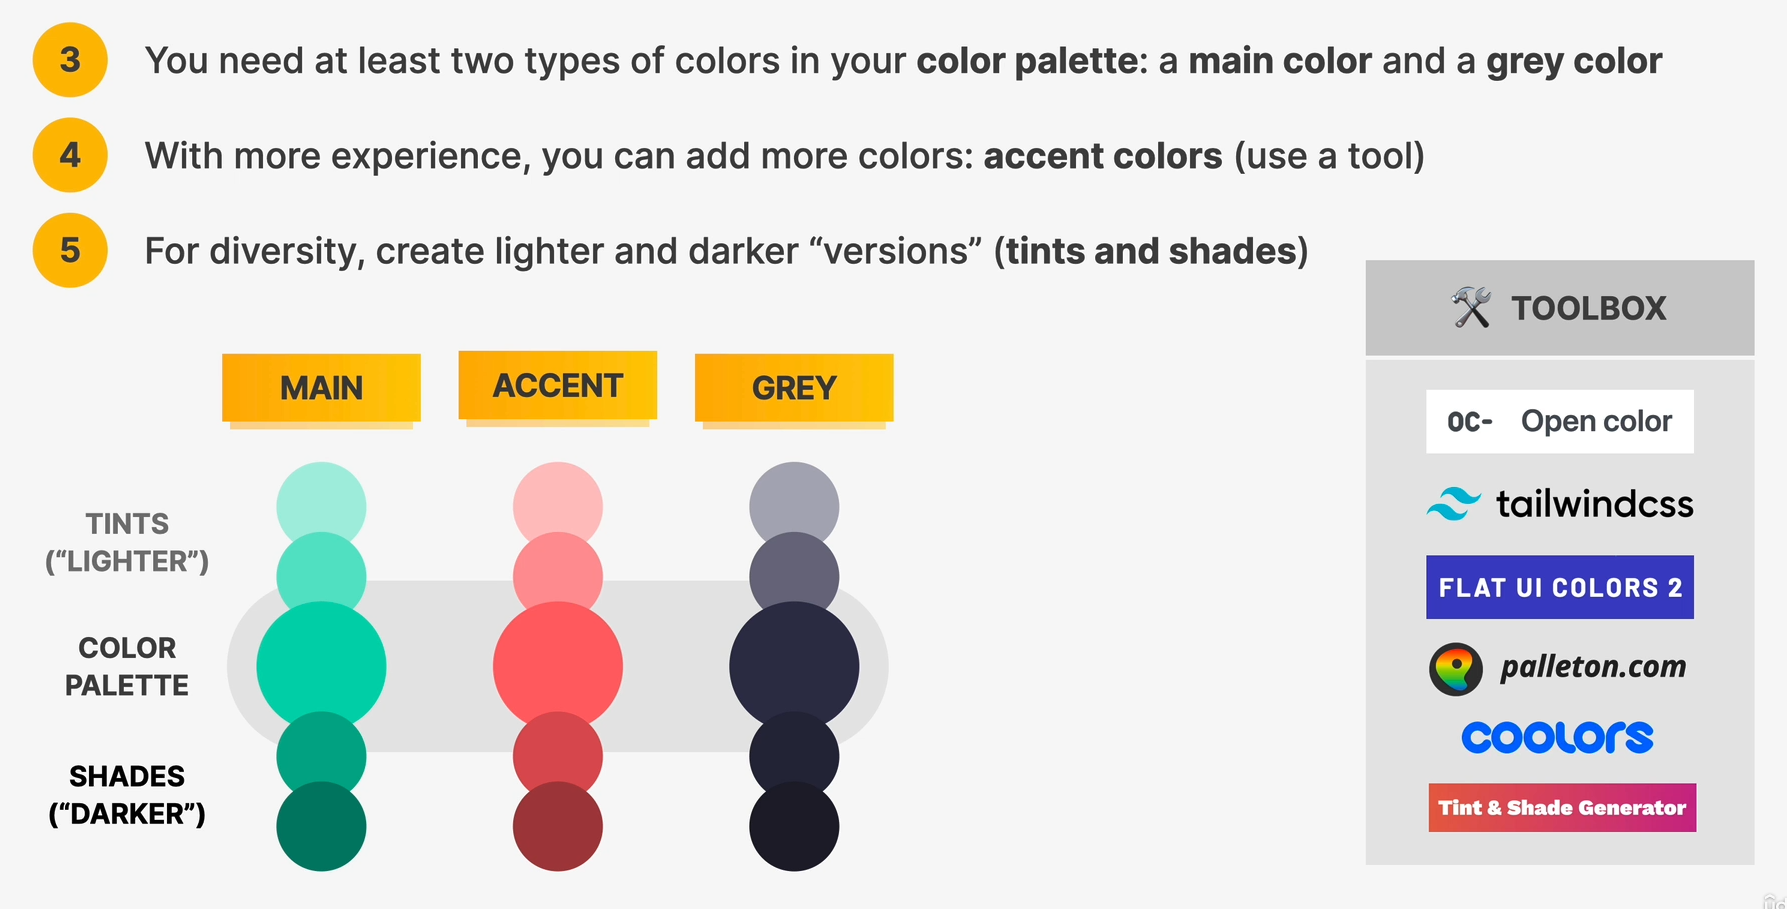 3 You need at least two types of colors in your color palette: a main color and a grey color
4 With more experience, you can add more colors: accent colors (use a tool)
5 For diversity, create lighter and darker “versions” (tints and shades)
MAIN
ACCENT
GREY
TINTS
(“LIGHTER”)
COLOR
PALETTE
SHADES
(“DARKER”)
TOOLBOX
OC- Open color
tailwindcss
FLAT UI COLORS 2
palleton.com
coolors
Tint & Shade Generator